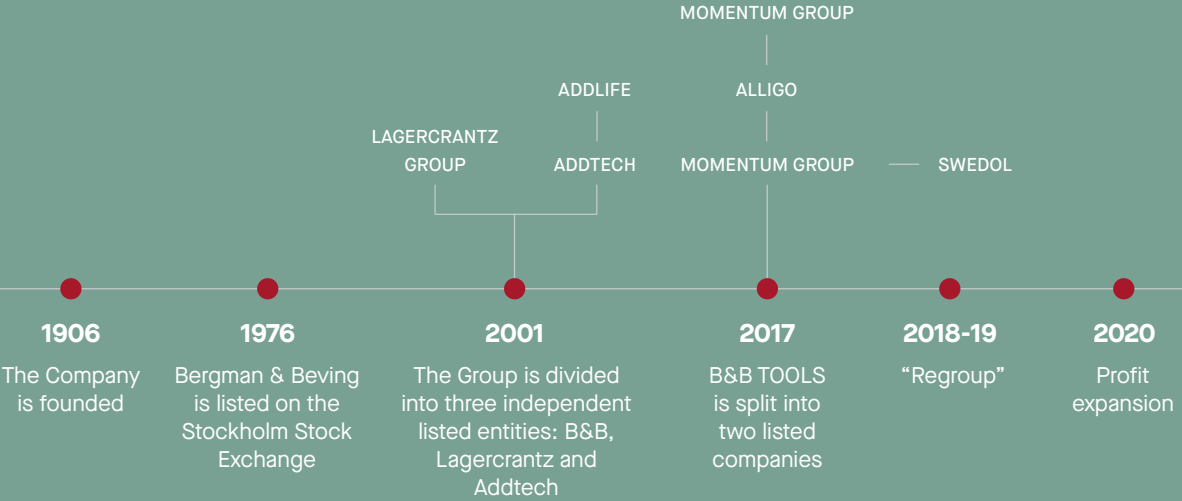 MOMENTUM GROUP
ADDLIFE
ALLIGO
LAGERCRANTZ
GROUP
ADDTECH
MOMENTUM GROUP
SWEDOL
1906
The Company
is founded
1976
Bergman & Beving
is listed on the
Stockholm Stock
Exchange
2001
The Group is divided
into three independent
listed entities: B&B,
Lagercrantz and
Addtech
2017
B&B TOOLS
is split into
two listed
companies
2018-19
“Regroup”
2020
Profit
expansion